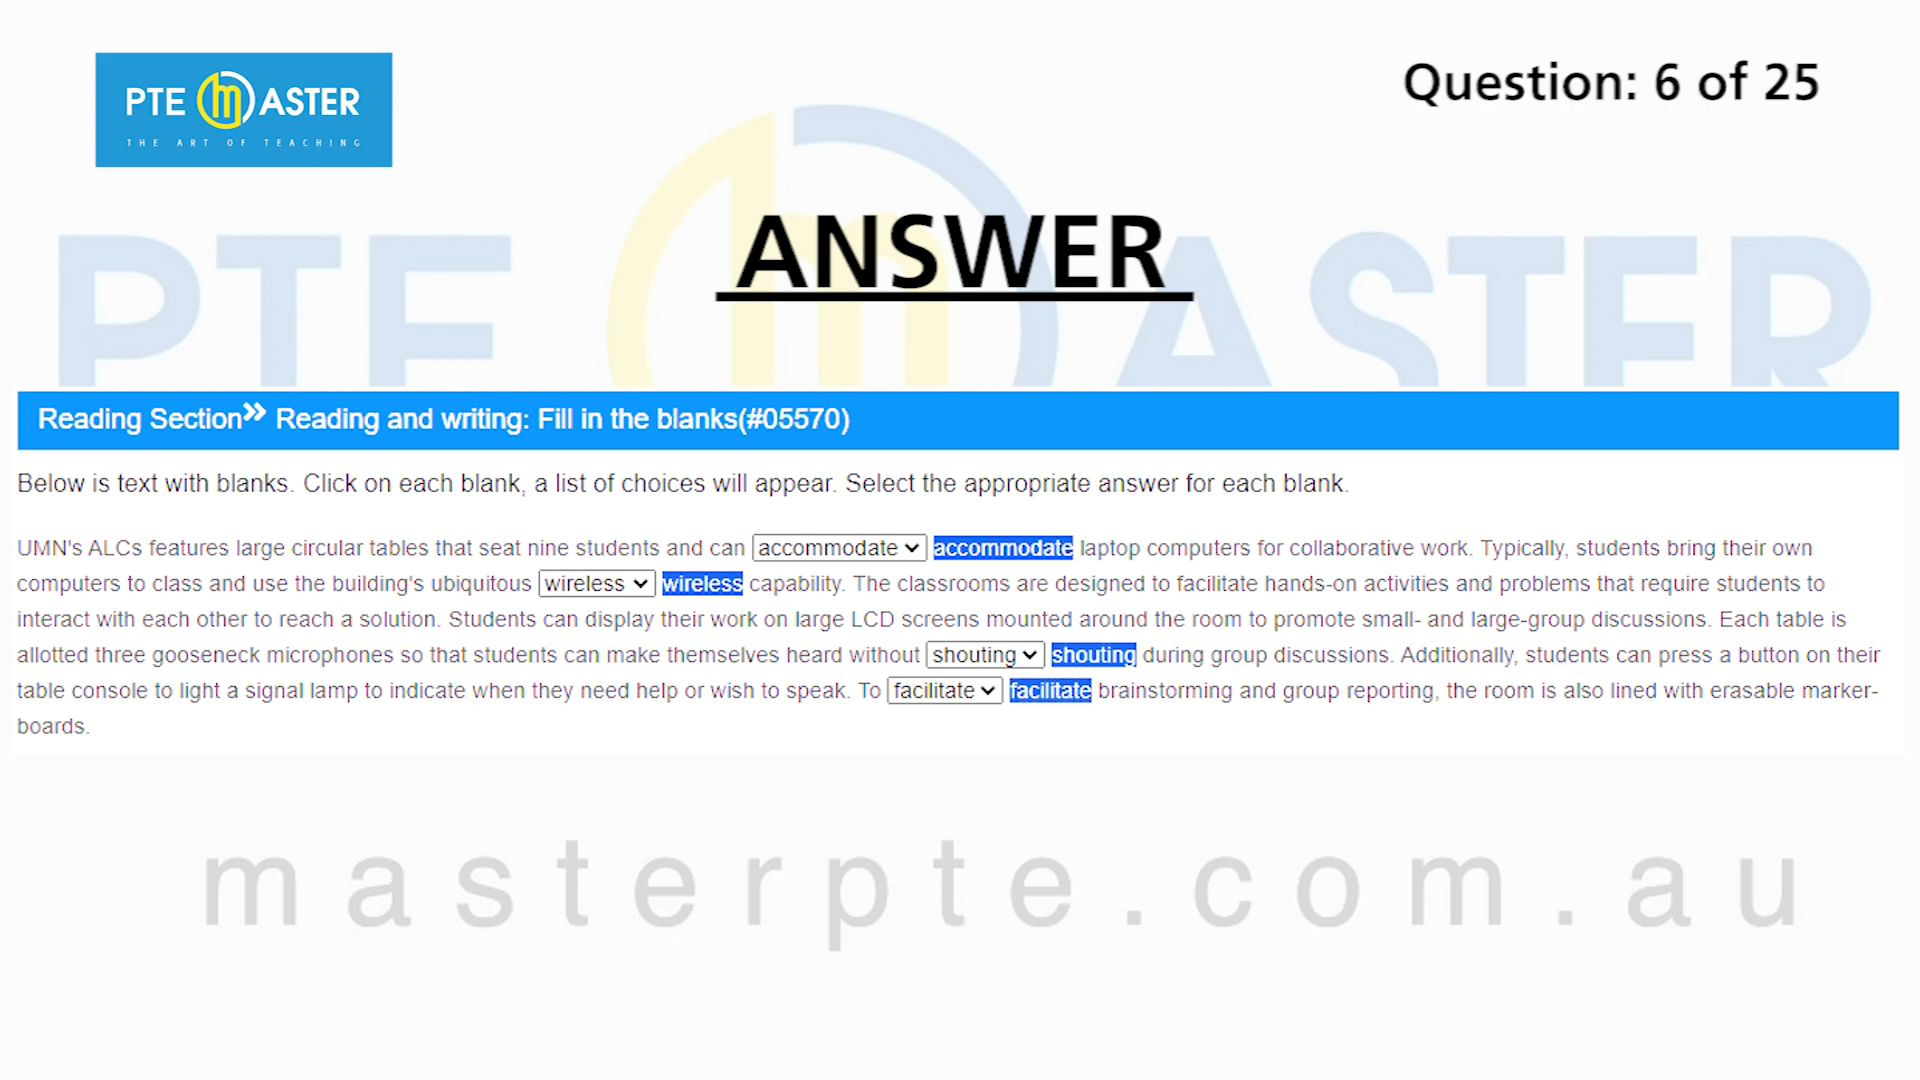 PTE MASTER
THE ART OF TEACHING
Question: 6 of 25
PTE MASTER
ANSWER
Reading Section» Reading and writing: Fill in the blanks(#05570)
Below is text with blanks. Click on each blank, a list of choices will appear. Select the appropriate answer for each blank.
UMN's ALCs features large circular tables that seat nine students and can accommodate accommodate laptop computers for collaborative work. Typically, students bring their own
computers to class and use the building's ubiquitous wireless wireless capability. The classrooms are designed to facilitate hands-on activities and problems that require students to
interact with each other to reach a solution. Students can display their work on large LCD screens mounted around the room to promote small- and large-group discussions. Each table is
allotted three gooseneck microphones so that students can make themselves heard without shouting shouting during group discussions. Additionally, students can press a button on their
table console to light a signal lamp to indicate when they need help or wish to speak. To facilitate facilitate brainstorming and group reporting, the room is also lined with erasable marker-
boards.
masterpte.com.au